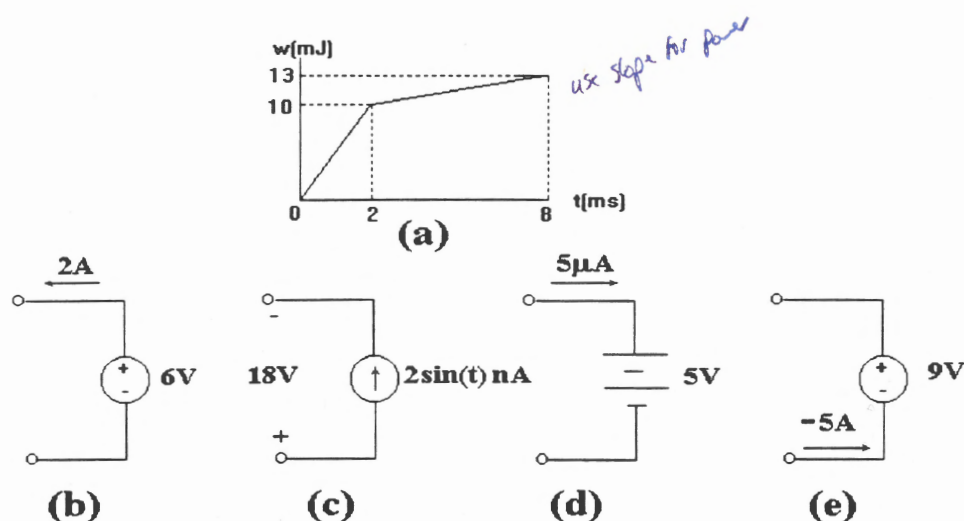 w[mJ]
13
10
use slope for power
0
2
8
t[ms]
(a)
2A
+
-
6V
(b)
-
18V
+
2sin(t) nA
(c)
5µA
-
5V
(d)
+
-
9V
-5A
(e)